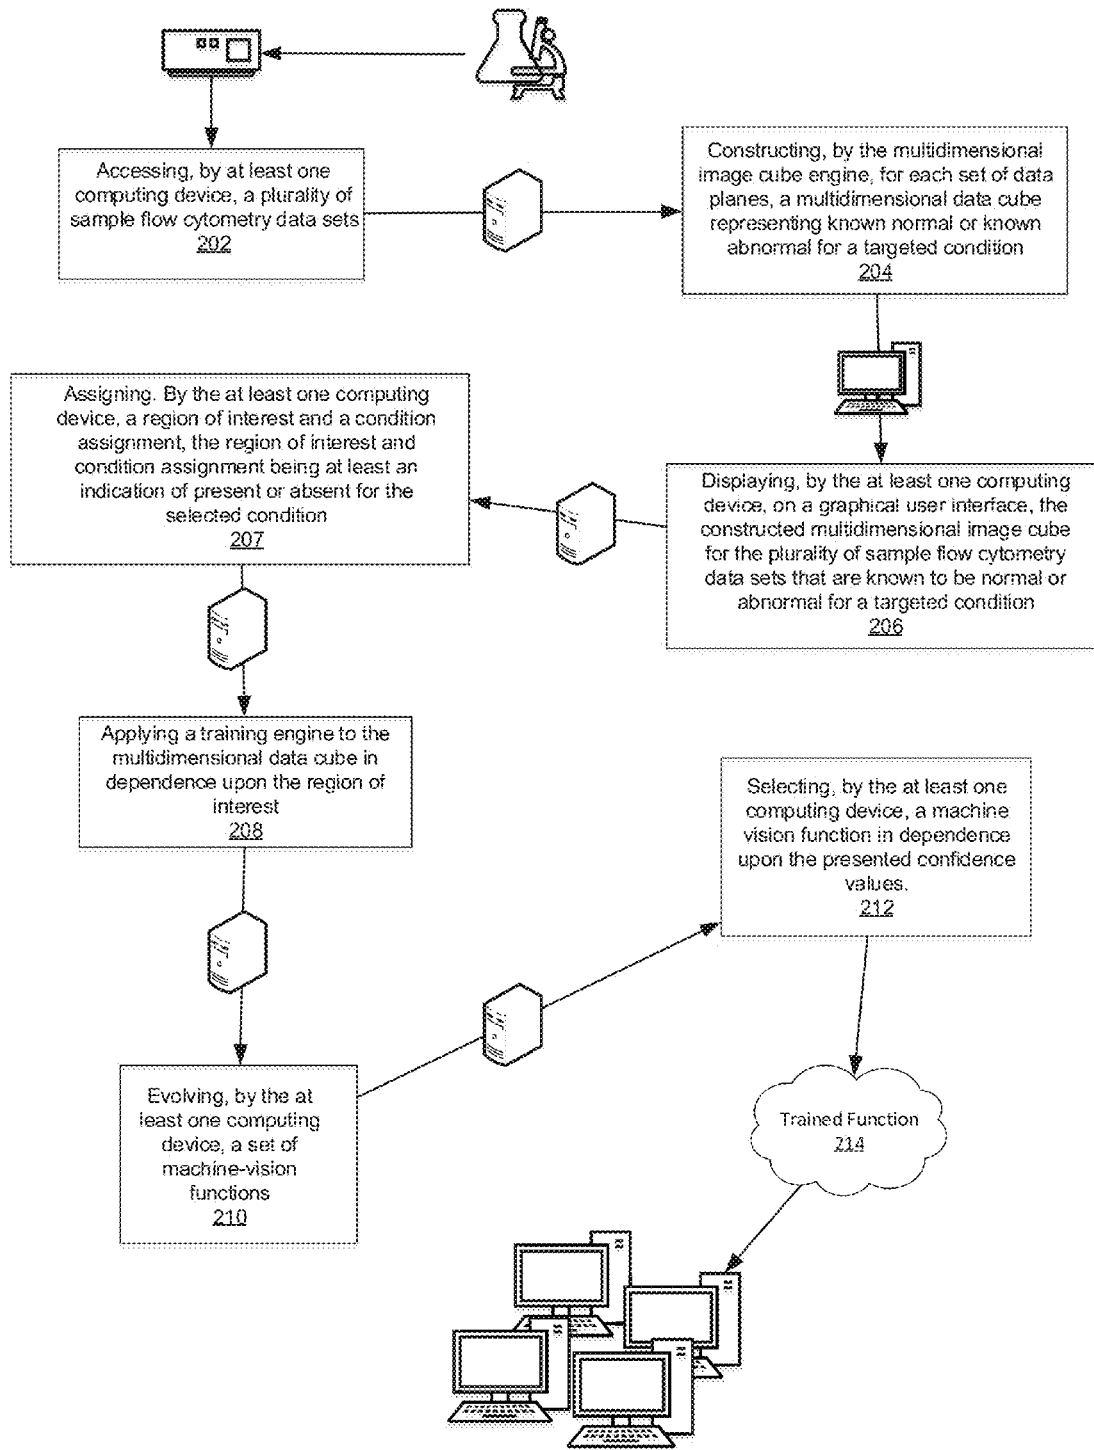 Accessing, by at least one
computing device, a plurality of
sample flow cytometry data sets
202
Constructing, by the multidimensional
image cube engine, for each set of data
planes, a multidimensional data cube
representing known normal or known
abnormal for a targeted condition
204
Displaying, by the at least one computing
device, on a graphical user interface, the
constructed multidimensional image cube
for the plurality of sample flow cytometry
data sets that are known to be normal or
abnormal for a targeted condition
206
Assigning. By the at least one computing
device, a region of interest and a condition
assignment, the region of interest and
condition assignment being at least an
indication of present or absent for the
selected condition
207
Applying a training engine to the
multidimensional data cube in
dependence upon the region of
interest
208
Evolving, by the at
least one computing
device, a set of
machine-vision
functions
210
Selecting, by the at least one
computing device, a machine
vision function in dependence
upon the presented confidence
values.
212
Trained Function
214